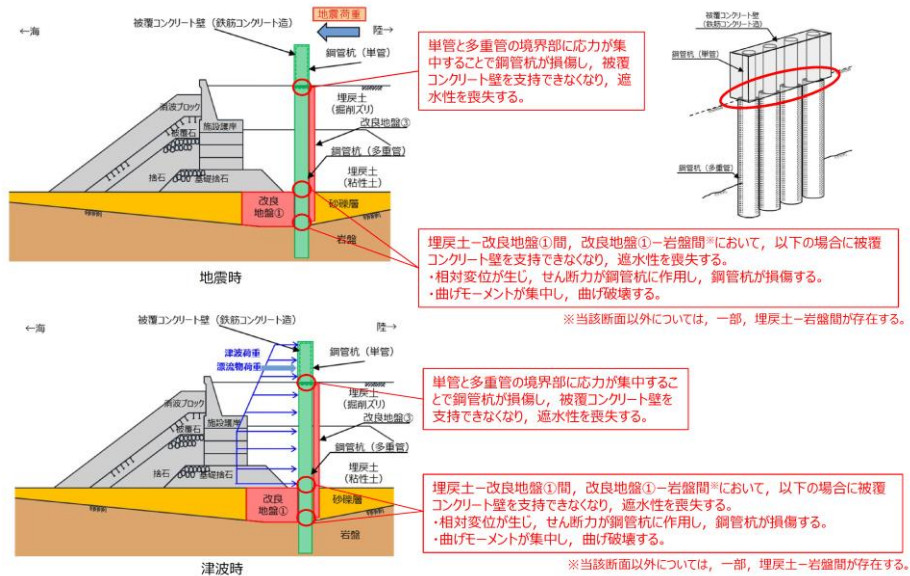 被覆コンクリート壁（鉄筋コンクリート造）
地震荷重
←海
陸→
鋼管杭（単管）
埋戻土
（掘削ズリ）
改良地盤③
鋼管杭（多重管）
埋戻土
（粘性土）
消波ブロック
被覆石
施設護岸
捨石
基礎捨石
改良
地盤①
砂礫層
岩盤
地震時
単管と多重管の境界部に応力が集
中することで鋼管杭が損傷し，被覆
コンクリート壁を支持できなくなり，遮
水性を喪失する。
被覆コンクリート壁
（鉄筋コンクリート造）
鋼管杭（単管）
鋼管杭（多重管）
埋戻土－改良地盤①間，改良地盤①－岩盤間※において，以下の場合に被覆
コンクリート壁を支持できなくなり，遮水性を喪失する。
・相対変位が生じ，せん断力が鋼管杭に作用し，鋼管杭が損傷する。
・曲げモーメントが集中し，曲げ破壊する。
※当該断面以外については，一部，埋戻土－岩盤間が存在する。
被覆コンクリート壁（鉄筋コンクリート造）
←海
陸→
津波荷重
漂流物荷重
鋼管杭（単管）
埋戻土
（掘削ズリ）
改良地盤③
鋼管杭（多重管）
埋戻土
（粘性土）
消波ブロック
被覆石
施設護岸
捨石
基礎捨石
改良
地盤①
砂礫層
岩盤
津波時
単管と多重管の境界部に応力が集中するこ
とで鋼管杭が損傷し，被覆コンクリート壁を
支持できなくなり，遮水性を喪失する。
埋戻土－改良地盤①間，改良地盤①－岩盤間※において，以下の場合に被覆
コンクリート壁を支持できなくなり，遮水性を喪失する。
・相対変位が生じ，せん断力が鋼管杭に作用し，鋼管杭が損傷する。
・曲げモーメントが集中し，曲げ破壊する。
※当該断面以外については，一部，埋戻土－岩盤間が存在する。